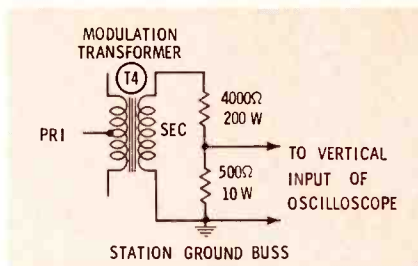 MODULATION
TRANSFORMER
T4
PRI
SEC
4000Ω
200 W
500Ω
10 W
TO VERTICAL
INPUT OF
OSCILLOSCOPE
STATION GROUND BUSS